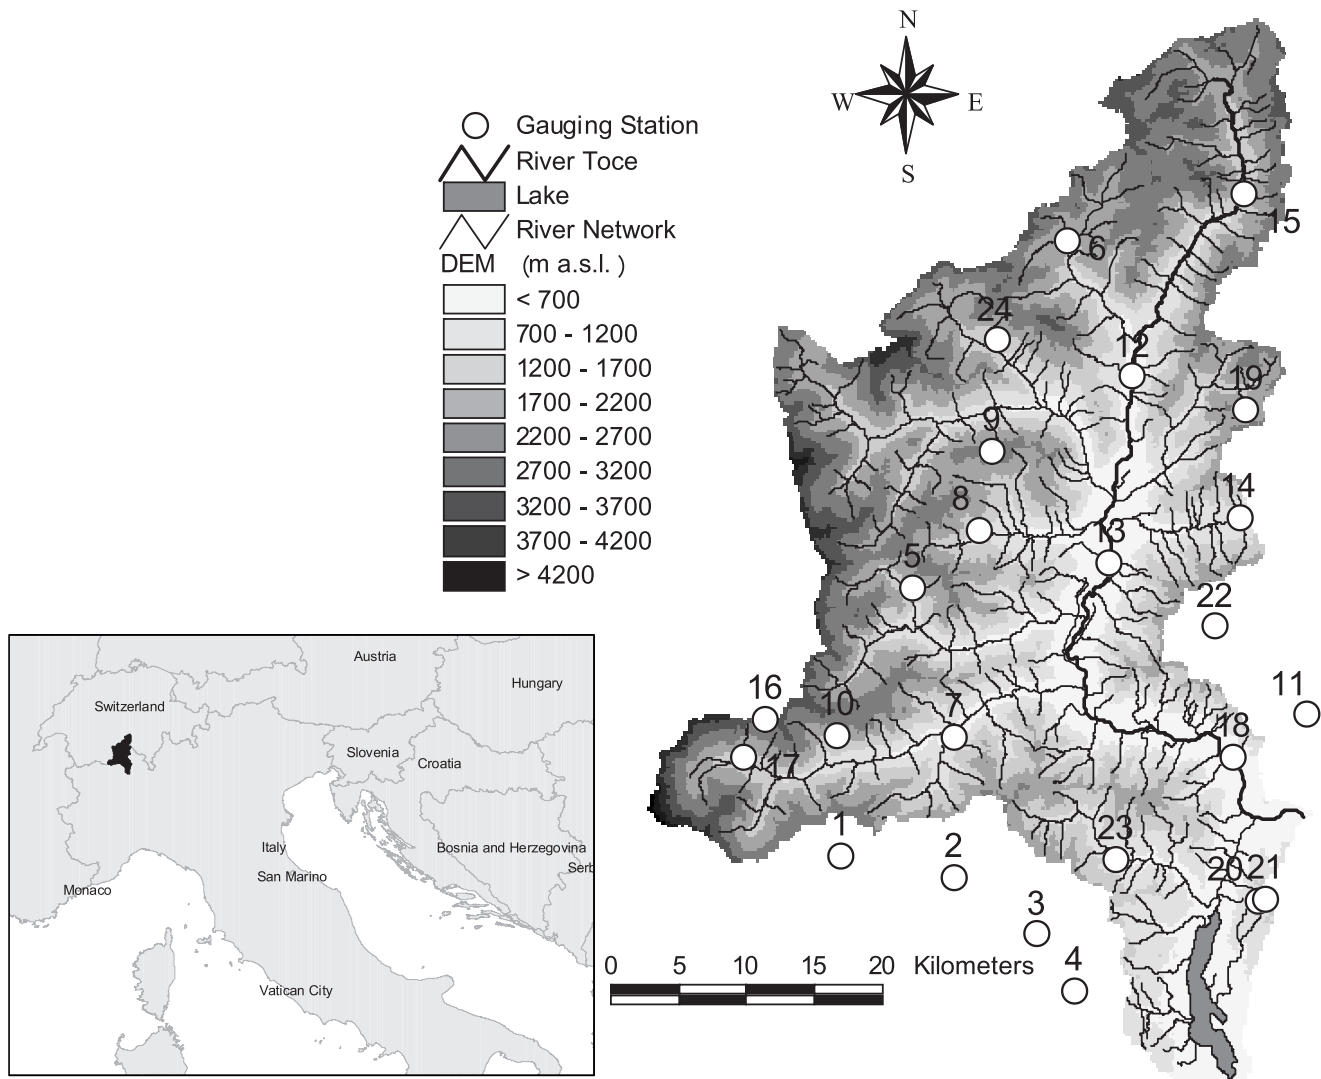 N
W E
S
Gauging Station
River Toce
Lake
River Network
DEM (m a.s.l. )
< 700
700 - 1200
1200 - 1700
1700 - 2200
2200 - 2700
2700 - 3200
3200 - 3700
3700 - 4200
> 4200
15
6
24
12
19
9
8
14
13
5
22
16
10
7
11
18
17
1
2
23
20 21
3
4
0 5 10 15 20 Kilometers
Austria
Hungary
Switzerland
Slovenia
Croatia
Italy
Bosnia and Herzegovina
Serb
San Marino
Monaco
Vatican City